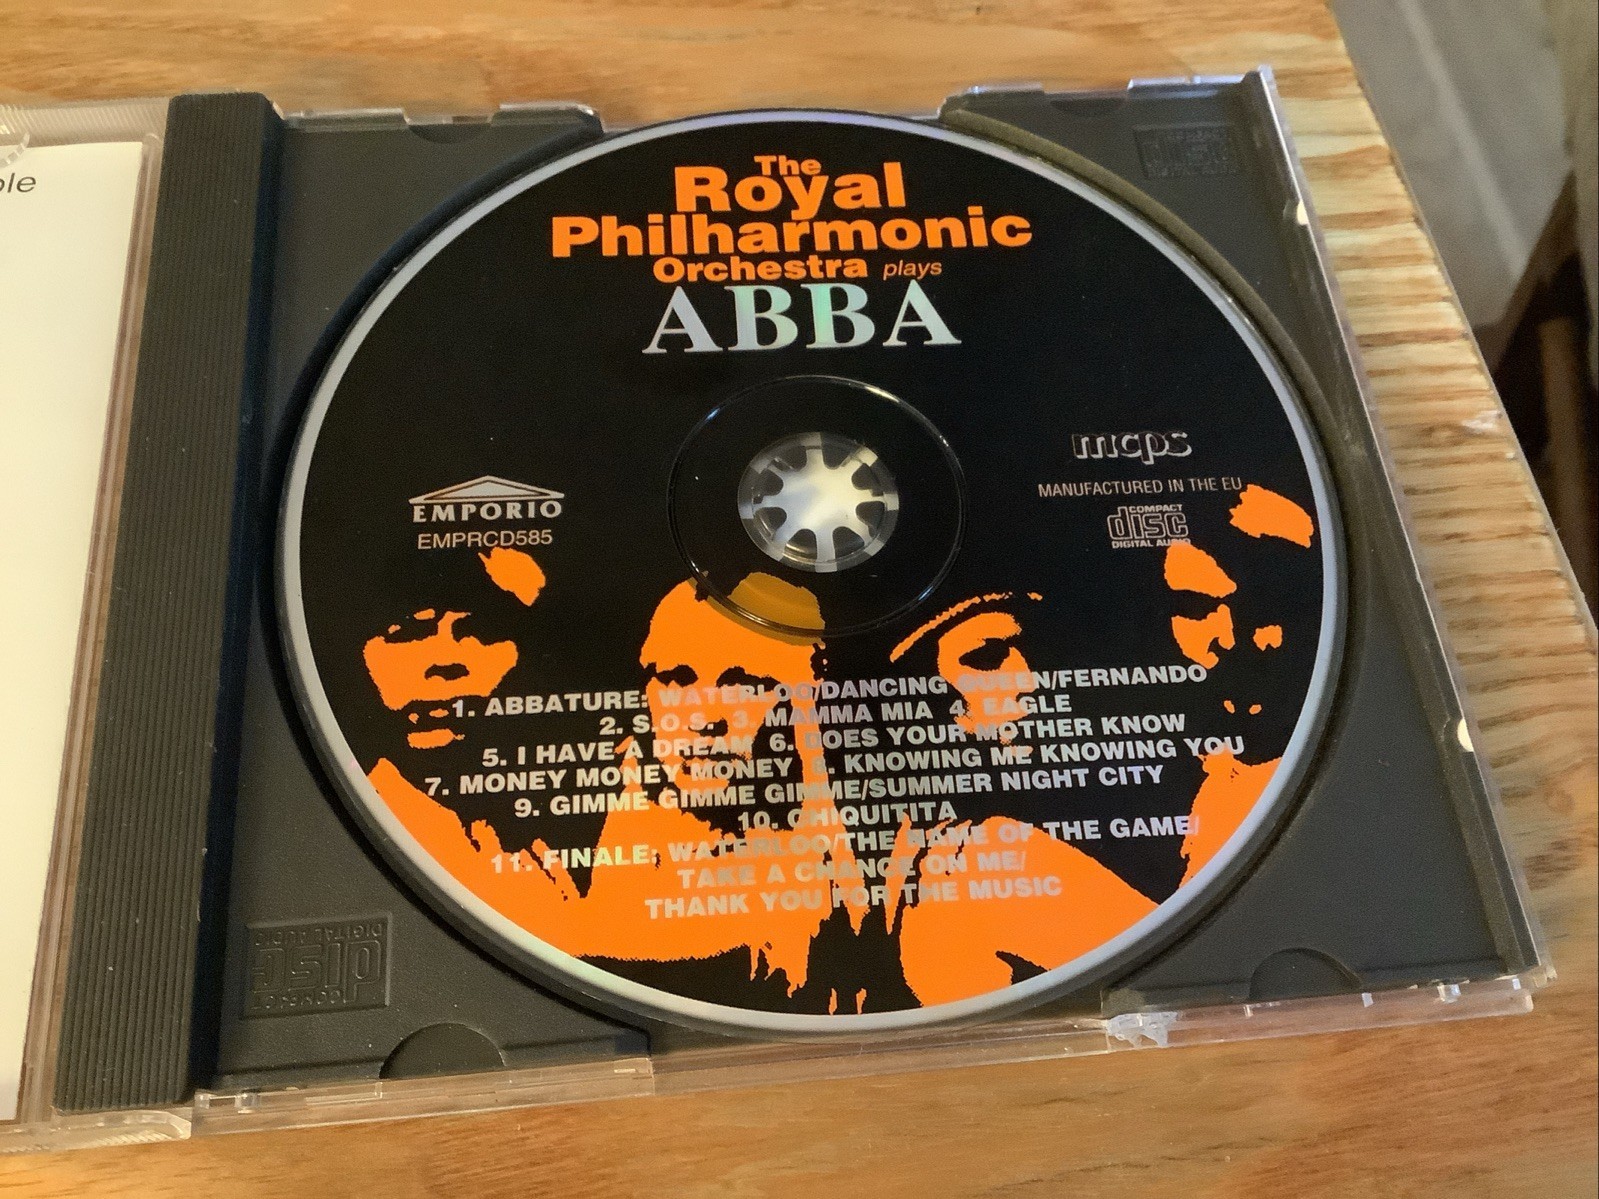 ple
The
Royal
Philharmonic
Orchestra plays
ABBA
mcps
MANUFACTURED IN THE EU
COMPACT
disc
DIGITAL AUDIO
EMPORIO
EMPRCD585
1. ABBATURE: WATERLOO/DANCING QUEEN/FERNANDO
2. S.O.S. 3. MAMMA MIA 4. EAGLE
5. I HAVE A DREAM 6. DOES YOUR MOTHER KNOW
7. MONEY MONEY MONEY 8. KNOWING ME KNOWING YOU
9. GIMME GIMME GIMME/SUMMER NIGHT CITY
10. CHIQUITITA
11. FINALE: WATERLOO/THE NAME OF THE GAME/
TAKE A CHANCE ON ME/
THANK YOU FOR THE MUSIC
COMPACT
disc
DIGITAL AUDIO